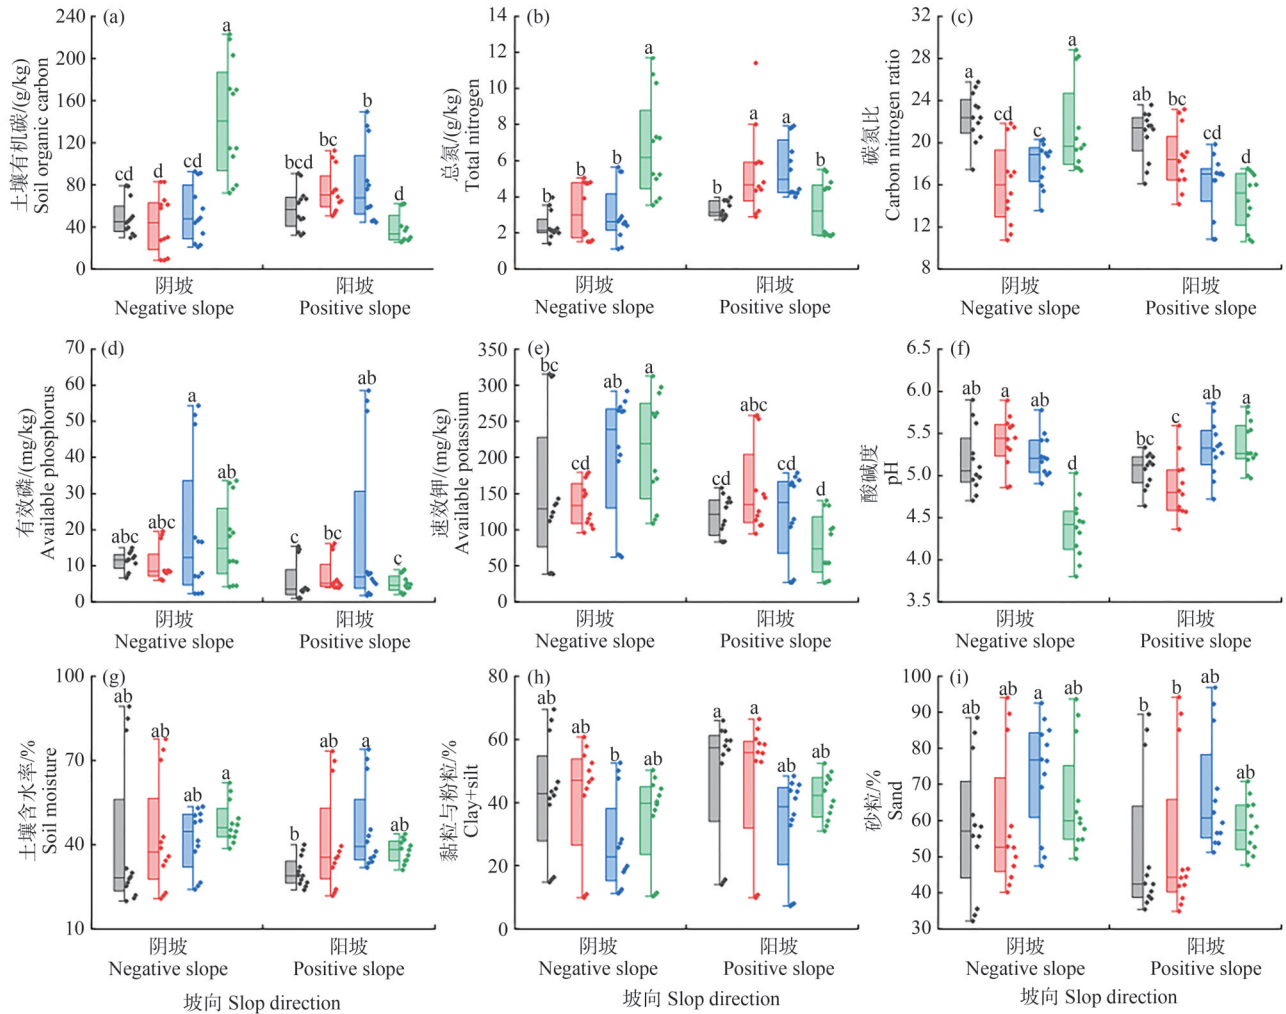 (a)
土壤有机碳/(g/kg)
Soil organic carbon
240
200
160
120
80
40
0
cd
d
cd
a
bcd
bc
b
d
阴坡
Negative slope
阳坡
Positive slope
(b)
总氮/(g/kg)
Total nitrogen
14
12
10
8
6
4
2
0
b
b
b
a
b
a
a
b
阴坡
Negative slope
阳坡
Positive slope
(c)
碳氮比
Carbon nitrogen ratio
32
28
24
20
16
12
8
a
cd
c
a
ab
bc
cd
d
阴坡
Negative slope
阳坡
Positive slope
(d)
有效磷/(mg/kg)
Available phosphorus
70
60
50
40
30
20
10
0
abc
abc
a
ab
c
bc
ab
c
阴坡
Negative slope
阳坡
Positive slope
(e)
速效钾/(mg/kg)
Available potassium
350
300
250
200
150
100
50
0
bc
cd
ab
a
cd
abc
cd
d
阴坡
Negative slope
阳坡
Positive slope
(f)
酸碱度
pH
6.5
6.0
5.5
5.0
4.5
4.0
3.5
ab
a
ab
d
bc
c
ab
a
阴坡
Negative slope
阳坡
Positive slope
(g)
土壤含水率/%
Soil moisture
100
70
40
10
ab
ab
ab
a
b
ab
a
ab
阴坡
Negative slope
阳坡
Positive slope
坡向 Slop direction
(h)
黏粒与粉粒/%
Clay+silt
80
60
40
20
0
ab
ab
b
ab
a
a
ab
ab
阴坡
Negative slope
阳坡
Positive slope
坡向 Slop direction
(i)
砂粒/%
Sand
100
90
80
70
60
50
40
30
ab
ab
a
ab
b
b
ab
ab
阴坡
Negative slope
阳坡
Positive slope
坡向 Slop direction